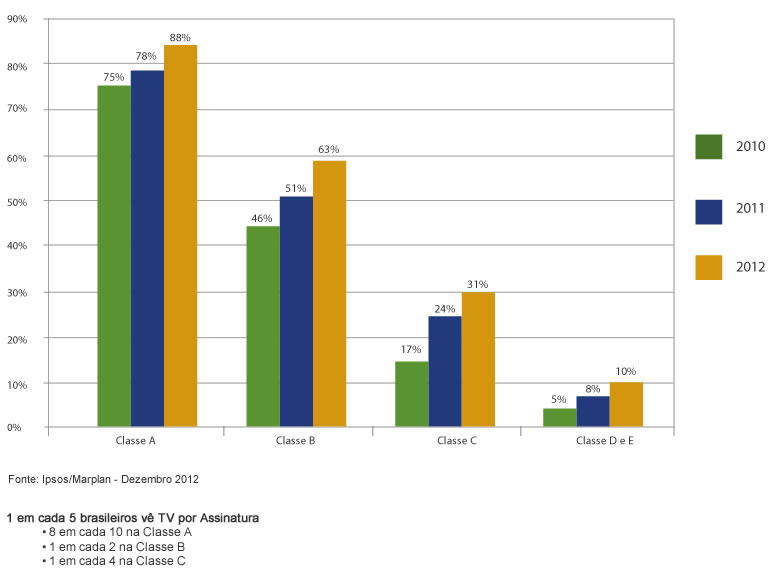 90%
88%
80%
78%
75%
70%
63%
60%
51%
50%
46%
40%
31%
30%
24%
20%
17%
10%
10%
8%
5%
0%
Classe A
Classe B
Classe C
Classe D e E
2010
2011
2012
Fonte: Ipsos/Marplan - Dezembro 2012
1 em cada 5 brasileiros vê TV por Assinatura
• 8 em cada 10 na Classe A
• 1 em cada 2 na Classe B
• 1 em cada 4 na Classe C